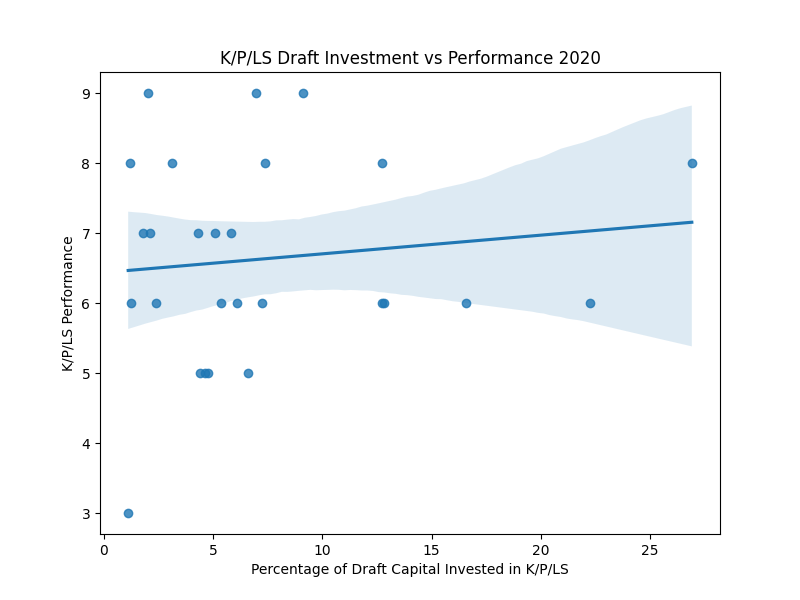 K/P/LS Draft Investment vs Performance 2020
9
8
7
6
5
4
3
K/P/LS Performance
0 5 10 15 20 25
Percentage of Draft Capital Invested in K/P/LS